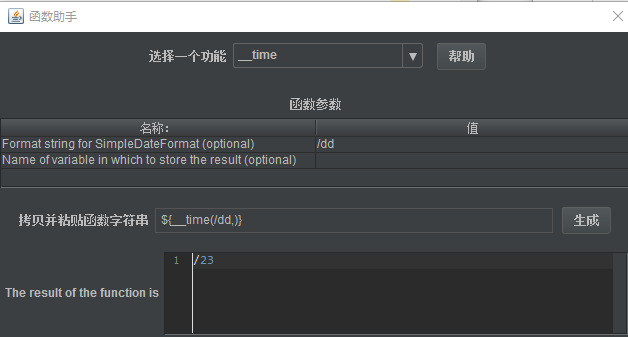 函数助手
选择一个功能 __time 帮助
函数参数
名称: 值
Format string for SimpleDateFormat (optional) /dd
Name of variable in which to store the result (optional)
拷贝并粘贴函数字符串 ${__time(/dd,)} 生成
1 /23
The result of the function is